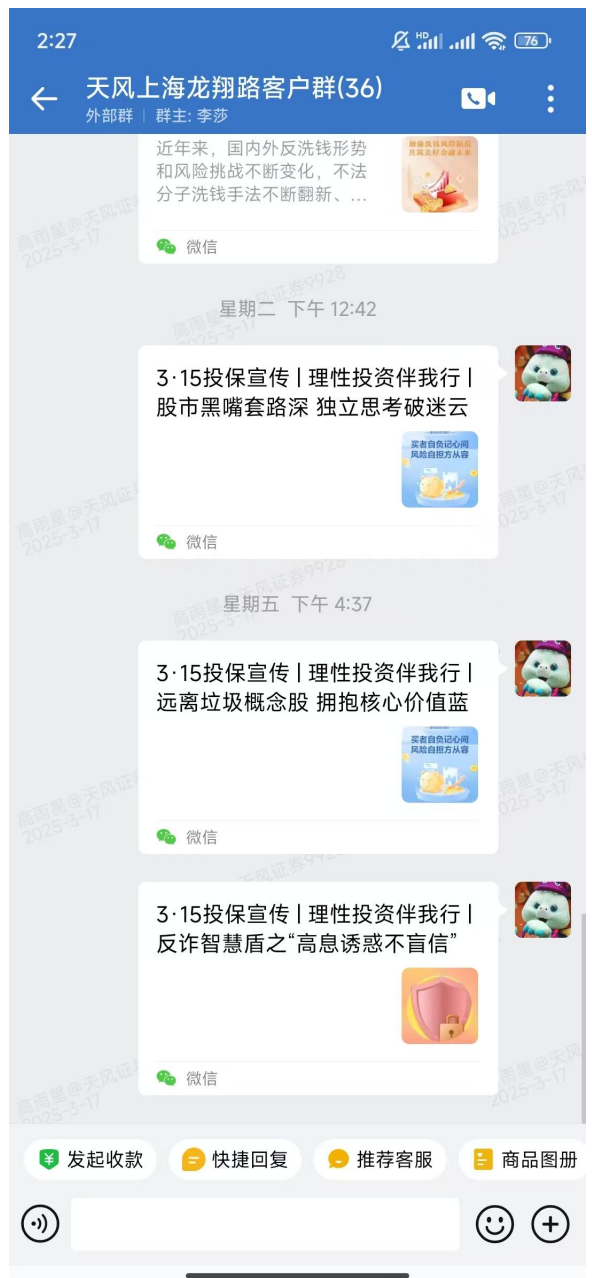 2:27
HD
76
天风上海龙翔路客户群(36)
外部群 | 群主: 李莎
近年来，国内外反洗钱形势
和风险挑战不断变化，不法
分子洗钱手法不断翻新、...
微信
星期二 下午 12:42
3·15投保宣传 | 理性投资伴我行 |
股市黑嘴套路深 独立思考破迷云
买者自负记心间
风险自担方从容
微信
星期五 下午 4:37
3·15投保宣传 | 理性投资伴我行 |
远离垃圾概念股 拥抱核心价值蓝
买者自负记心间
风险自担方从容
微信
3·15投保宣传 | 理性投资伴我行 |
反诈智慧盾之“高息诱惑不盲信”
微信
发起收款
快捷回复
推荐客服
商品图册